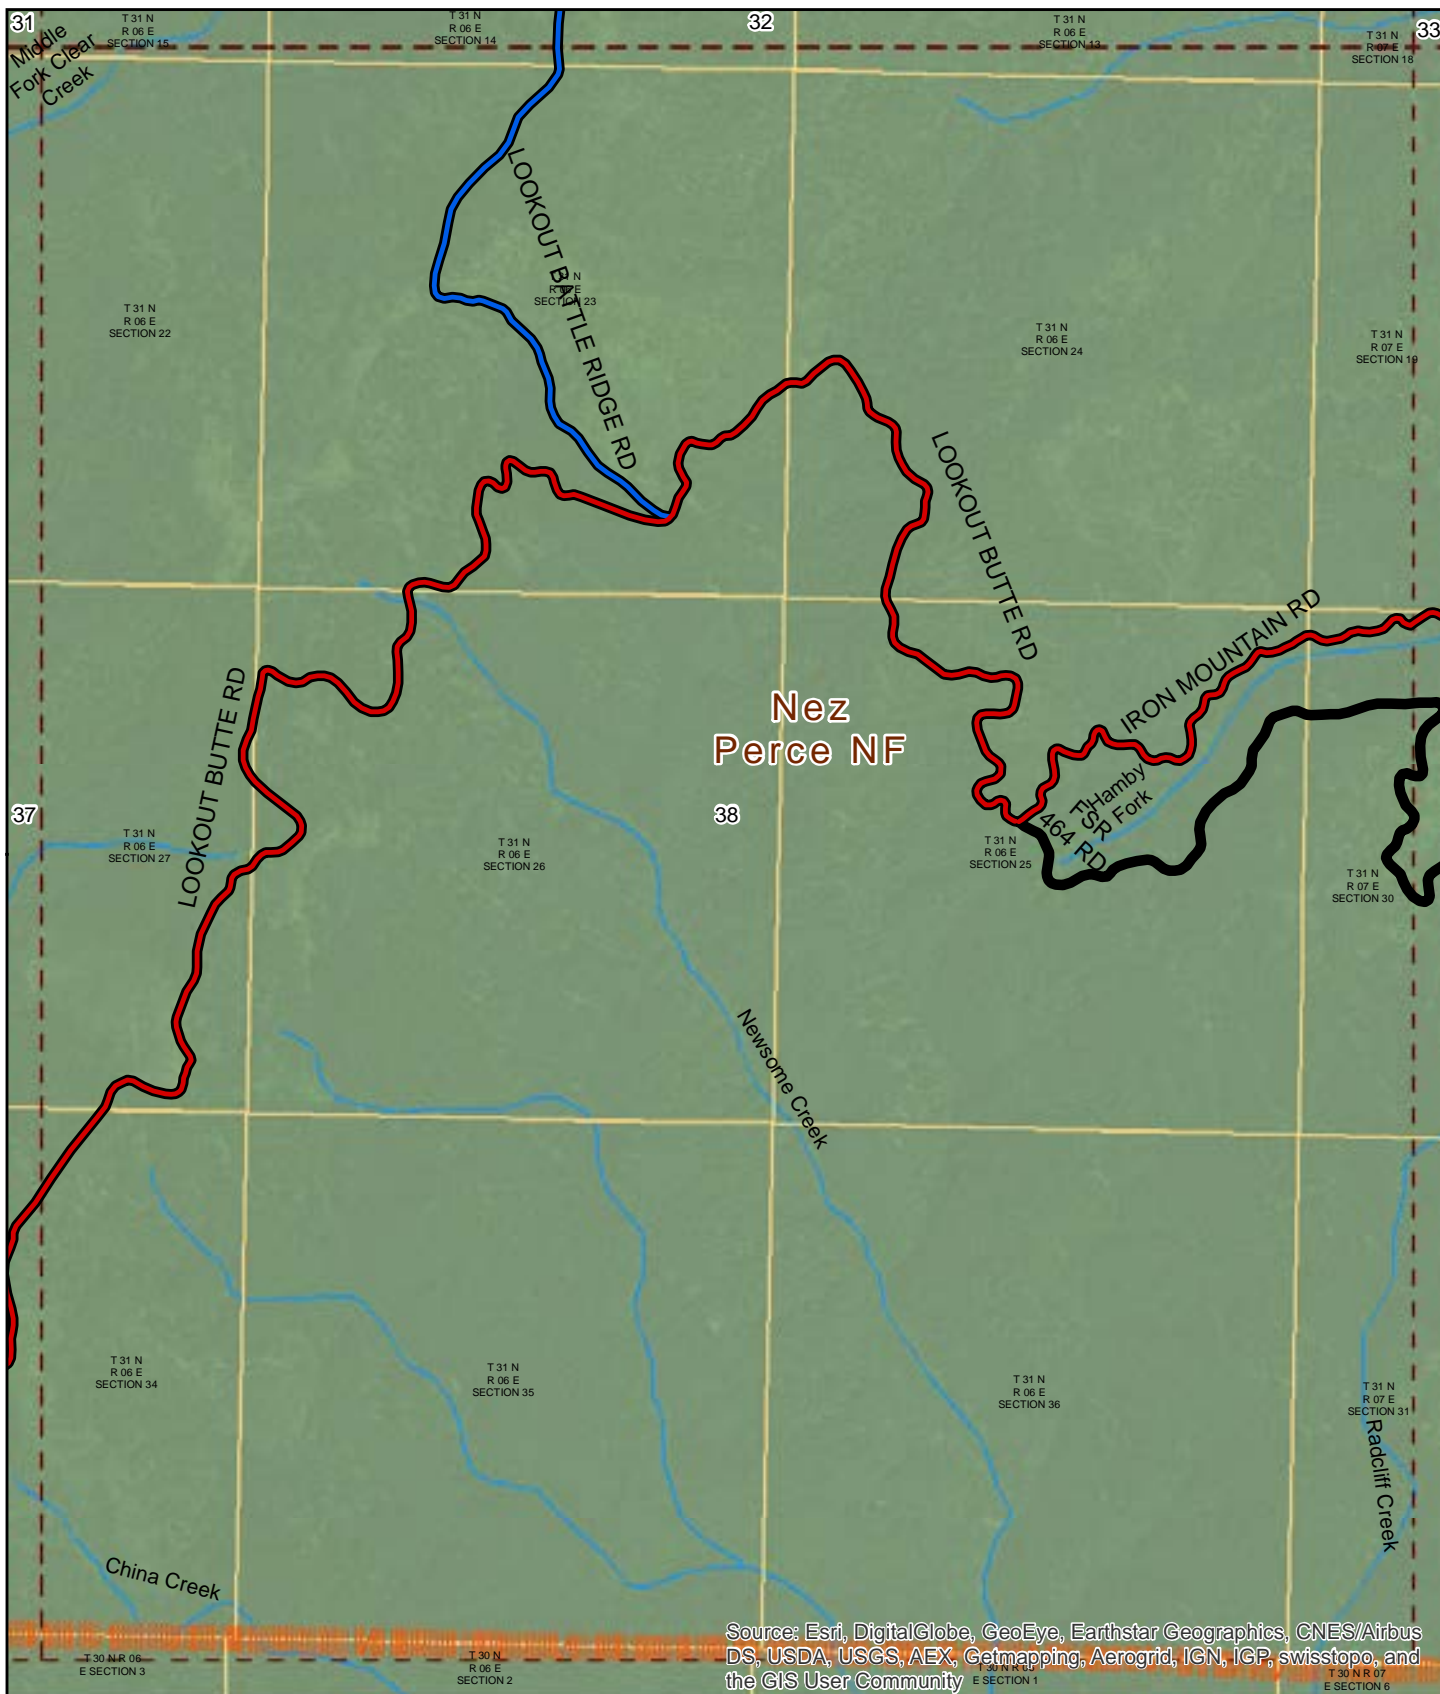 31
32
33
T 31 N
R 06 E
SECTION 15
T 31 N
R 06 E
SECTION 14
T 31 N
R 06 E
SECTION 13
T 31 N
R 07 E
SECTION 18
Middle
Fork Clear
Creek
LOOKOUT BATTLE RIDGE RD
T 31 N
R 06 E
SECTION 22
T 31 N
R 06 E
SECTION 23
T 31 N
R 06 E
SECTION 24
T 31 N
R 07 E
SECTION 19
LOOKOUT BUTTE RD
IRON MOUNTAIN RD
LOOKOUT BUTTE RD
Nez
Perce NF
37
38
Hamby
Fork
FSR
464 RD
T 31 N
R 06 E
SECTION 27
T 31 N
R 06 E
SECTION 26
T 31 N
R 06 E
SECTION 25
T 31 N
R 07 E
SECTION 30
Newsome Creek
T 31 N
R 06 E
SECTION 34
T 31 N
R 06 E
SECTION 35
T 31 N
R 06 E
SECTION 36
T 31 N
R 07 E
SECTION 31
Radcliff Creek
China Creek
Source: Esri, DigitalGlobe, GeoEye, Earthstar Geographics, CNES/Airbus
DS, USDA, USGS, AEX, Getmapping, Aerogrid, IGN, IGP, swisstopo, and
the GIS User Community
T 30 N R 06
E SECTION 3
T 30 N
R 06 E
SECTION 2
T 30 N R 06
E SECTION 1
T 30 N R 07
E SECTION 6